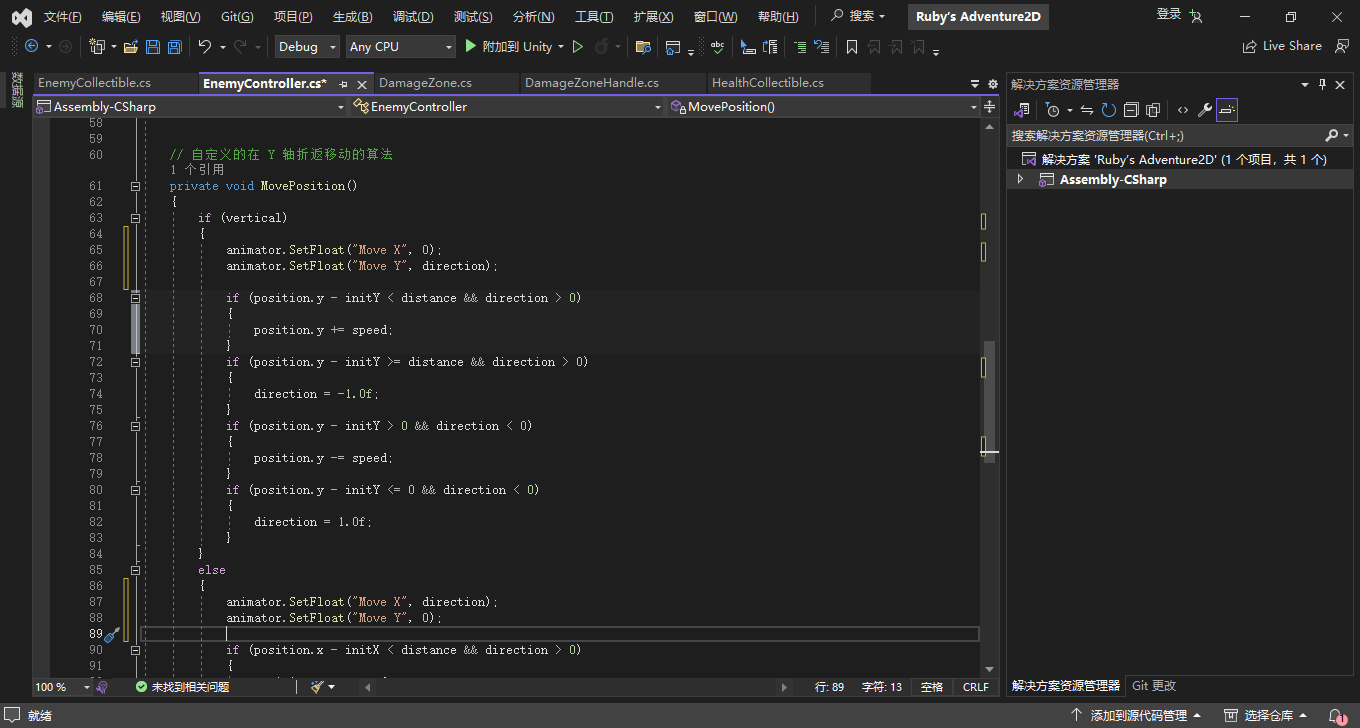 文件(F) 编辑(E) 视图(V) Git(G) 项目(P) 生成(B) 调试(D) 测试(S) 分析(N) 工具(T) 扩展(X) 窗口(W) 帮助(H) 搜索 Ruby's Adventure2D 登录
Debug Any CPU 附加到 Unity abc Live Share
数据源
EnemyCollectible.cs EnemyController.cs* DamageZone.cs DamageZoneHandle.cs HealthCollectible.cs
Assembly-CSharp EnemyController MovePosition()
58
59
60 // 自定义的在 Y 轴折返移动的算法
1 个引用
61 private void MovePosition()
62 {
63 if (vertical)
64 {
65 animator.SetFloat("Move X", 0);
66 animator.SetFloat("Move Y", direction);
67
68 if (position.y - initY < distance && direction > 0)
69 {
70 position.y += speed;
71 }
72 if (position.y - initY >= distance && direction > 0)
73 {
74 direction = -1.0f;
75 }
76 if (position.y - initY > 0 && direction < 0)
77 {
78 position.y -= speed;
79 }
80 if (position.y - initY <= 0 && direction < 0)
81 {
82 direction = 1.0f;
83 }
84 }
85 else
86 {
87 animator.SetFloat("Move X", direction);
88 animator.SetFloat("Move Y", 0);
89
90 if (position.x - initX < distance && direction > 0)
91 {
100 % 未找到相关问题 行: 89 字符: 13 空格 CRLF
解决方案资源管理器
搜索解决方案资源管理器(Ctrl+;)
解决方案 'Ruby's Adventure2D' (1 个项目，共 1 个)
Assembly-CSharp
解决方案资源管理器 Git 更改
就绪 添加到源代码管理 选择仓库 1